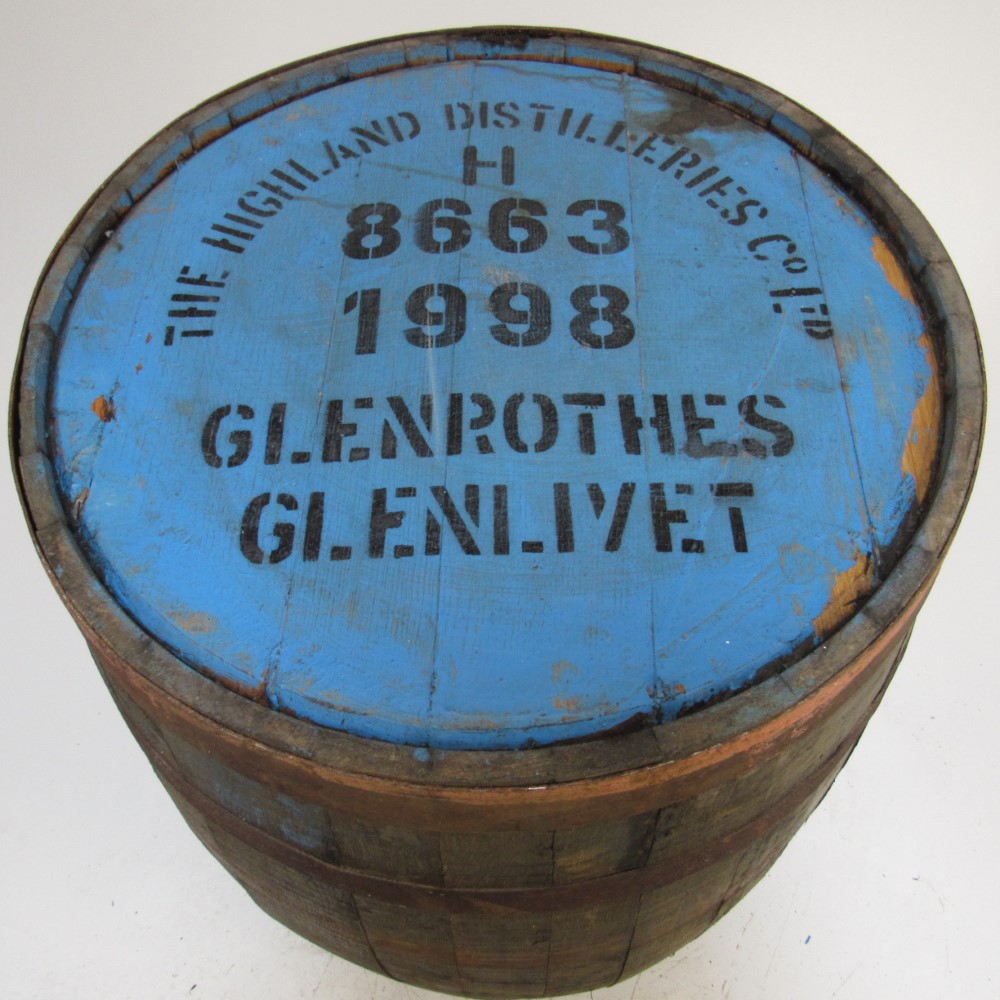 THE HIGHLAND DISTILLERIES Co LTD
H
8663
1998
GLENROTHES
GLENLIVET